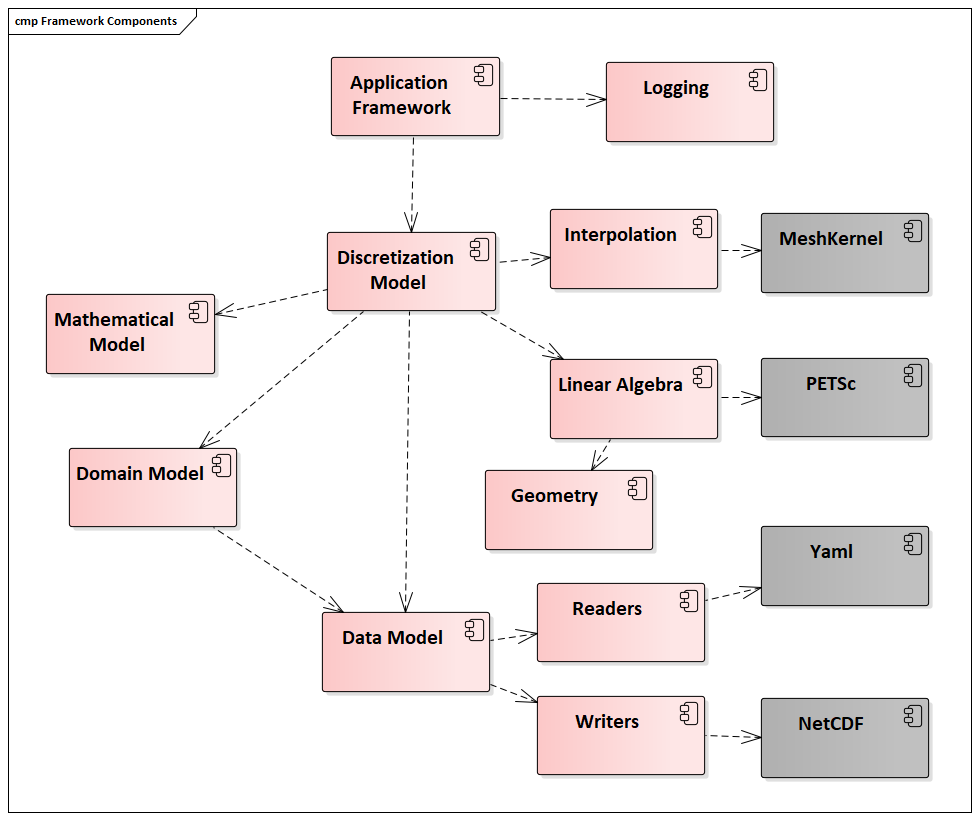 cmp Framework Components
Application
Framework
Logging
Interpolation
MeshKernel
Discretization
Model
Mathematical
Model
Linear Algebra
PETSc
Domain Model
Geometry
Yaml
Readers
Data Model
Writers
NetCDF